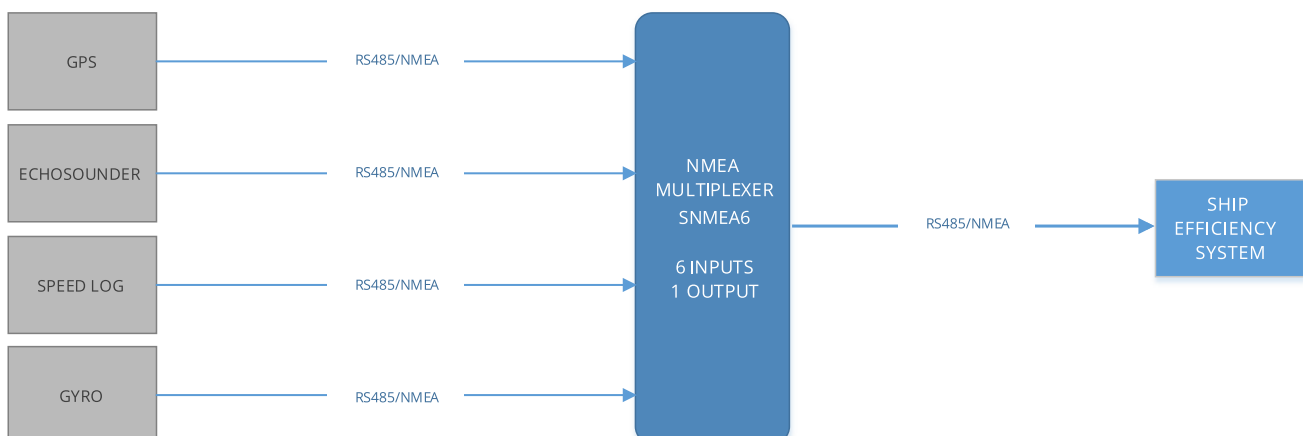 GPS
RS485/NMEA
ECHOSOUNDER
RS485/NMEA
SPEED LOG
RS485/NMEA
GYRO
RS485/NMEA
NMEA
MULTIPLEXER
SNMEA6
6 INPUTS
1 OUTPUT
RS485/NMEA
SHIP
EFFICIENCY
SYSTEM